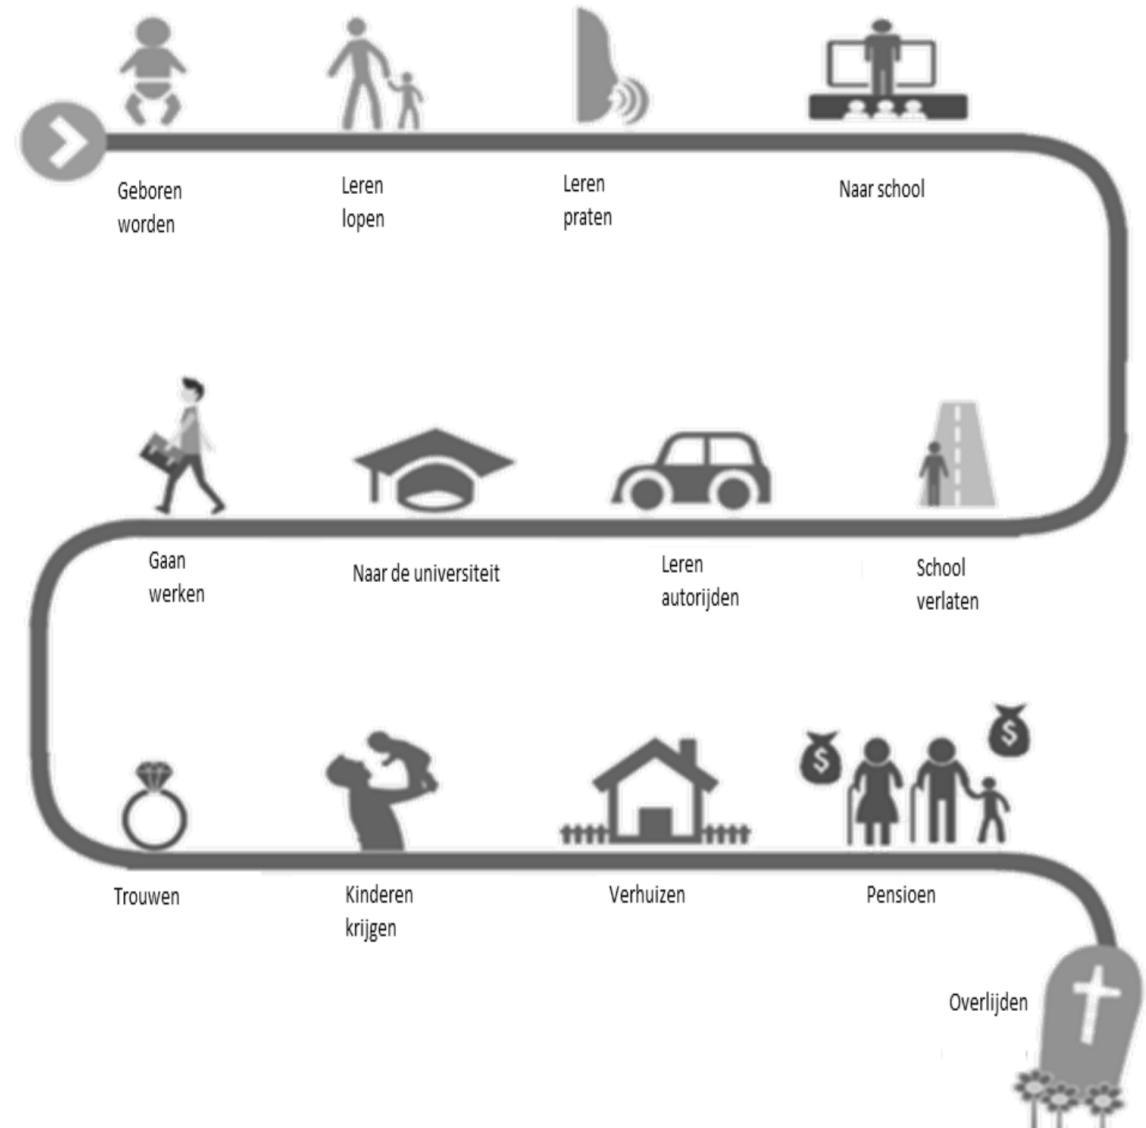 Geboren
worden
Leren
lopen
Leren
praten
Naar school
School
verlaten
Leren
autorijden
Naar de universiteit
Gaan
werken
Trouwen
Kinderen
krijgen
Verhuizen
$
$
Pensioen
Overlijden